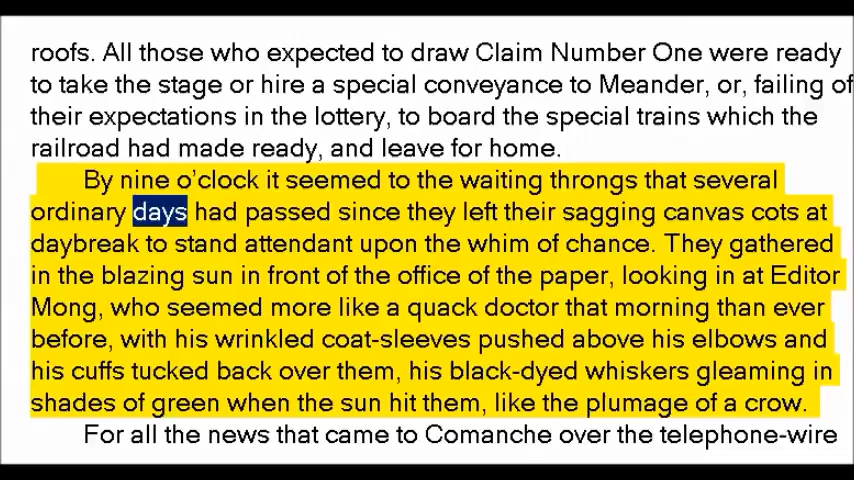 roofs. All those who expected to draw Claim Number One were ready
to take the stage or hire a special conveyance to Meander, or, failing of
their expectations in the lottery, to board the special trains which the
railroad had made ready, and leave for home.
By nine o’clock it seemed to the waiting throngs that several
ordinary days had passed since they left their sagging canvas cots at
daybreak to stand attendant upon the whim of chance. They gathered
in the blazing sun in front of the office of the paper, looking in at Editor
Mong, who seemed more like a quack doctor that morning than ever
before, with his wrinkled coat-sleeves pushed above his elbows and
his cuffs tucked back over them, his black-dyed whiskers gleaming in
shades of green when the sun hit them, like the plumage of a crow.
For all the news that came to Comanche over the telephone-wire